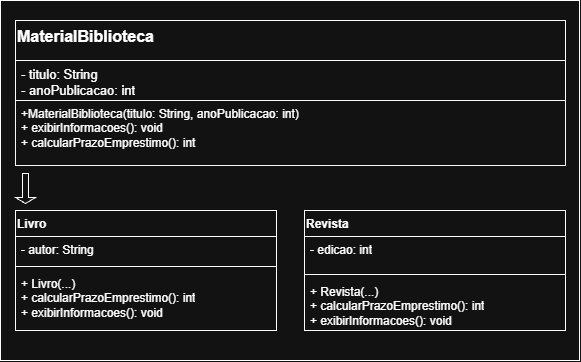 MaterialBiblioteca
- titulo: String
- anoPublicacao: int
+MaterialBiblioteca(titulo: String, anoPublicacao: int)
+ exibirInformacoes(): void
+ calcularPrazoEmprestimo(): int
Livro
- autor: String
+ Livro(...)
+ calcularPrazoEmprestimo(): int
+ exibirInformacoes(): void
Revista
- edicao: int
+ Revista(...)
+ calcularPrazoEmprestimo(): int
+ exibirInformacoes(): void